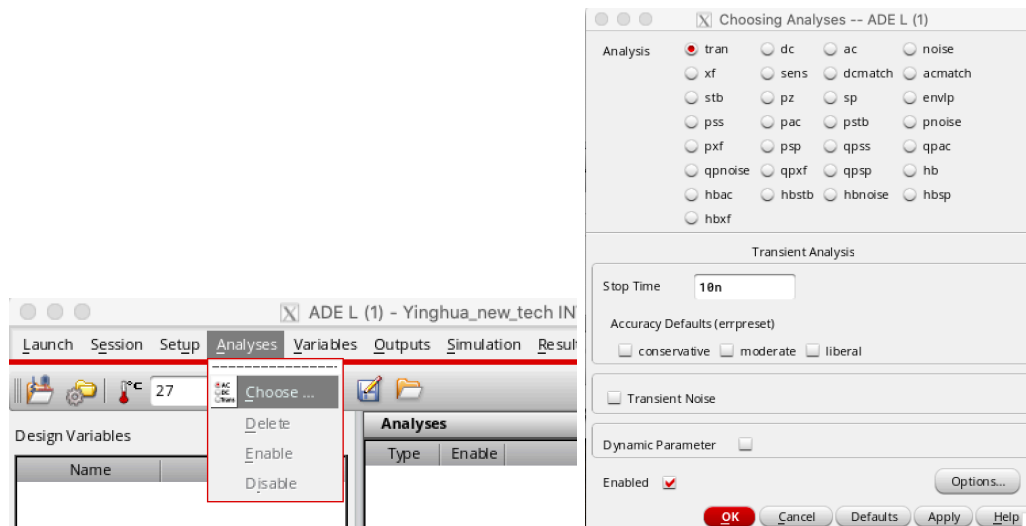 ADE L (1) - Yinghua_new_tech IN
Launch Session Setup Analyses Variables Outputs Simulation Resul
°C 27
AC
DC
Trans
Choose ...
Delete
Enable
Disable
Design Variables
Name
Analyses
Type Enable
Choosing Analyses -- ADE L (1)
Analysis tran dc ac noise
xf sens dcmatch acmatch
stb pz sp envlp
pss pac pstb pnoise
pxf psp qpss qpac
qpnoise qpxf qpsp hb
hbac hbstb hbnoise hbsp
hbxf
Transient Analysis
Stop Time 10n
Accuracy Defaults (errpreset)
conservative moderate liberal
Transient Noise
Dynamic Parameter
Enabled Options...
OK Cancel Defaults Apply Help